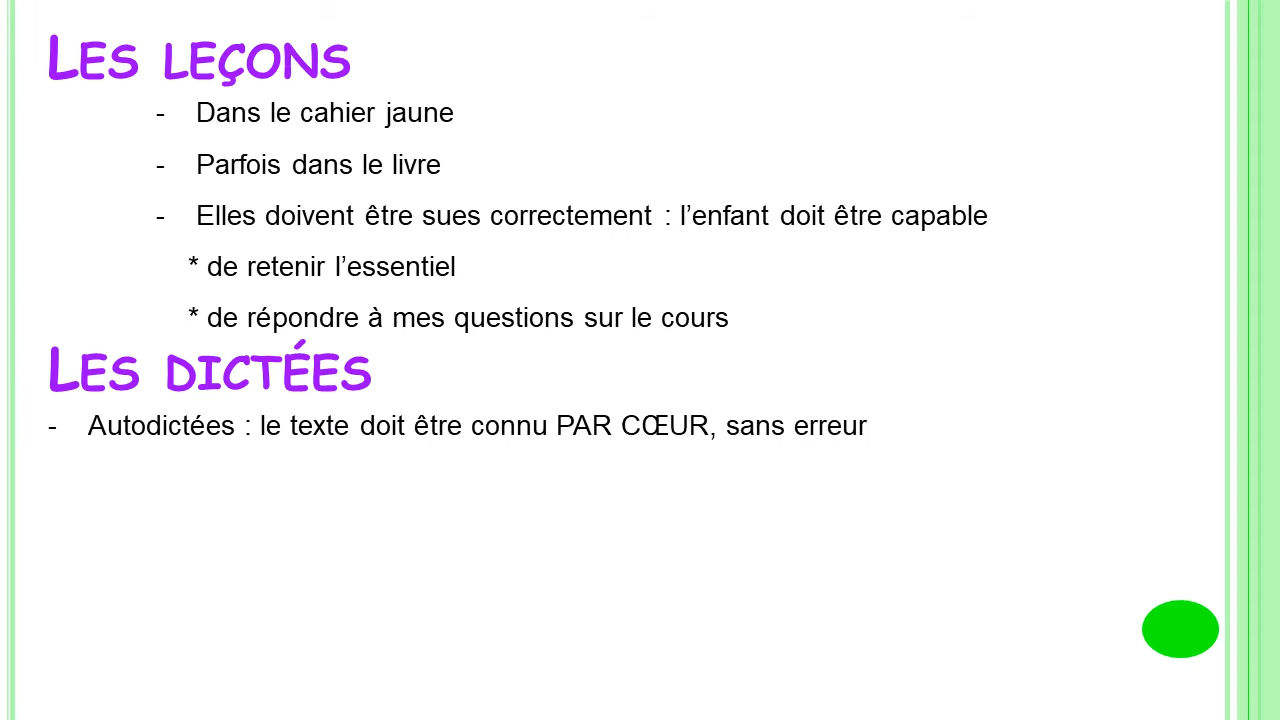 Les leçons
- Dans le cahier jaune
- Parfois dans le livre
- Elles doivent être sues correctement : l’enfant doit être capable
* de retenir l’essentiel
* de répondre à mes questions sur le cours
Les dictées
- Autodictées : le texte doit être connu PAR CŒUR, sans erreur